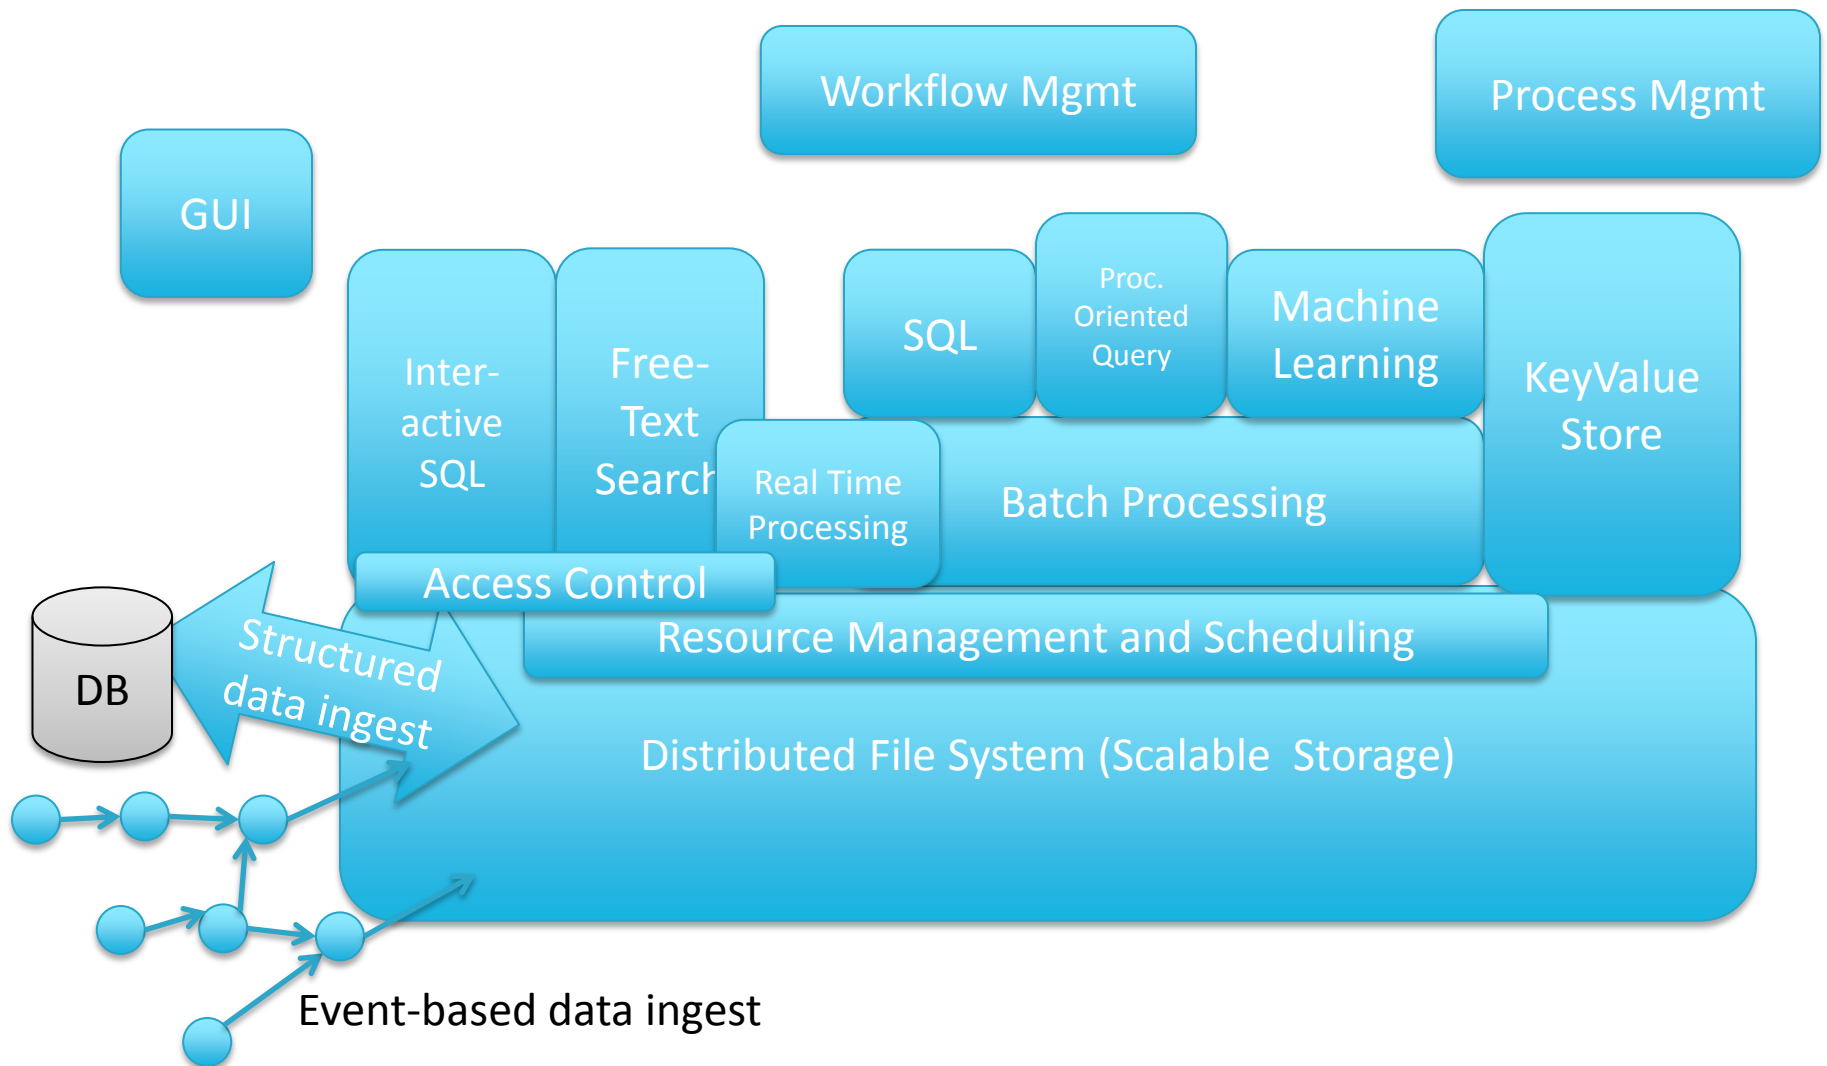 Workflow Mgmt
Process Mgmt
GUI
Inter-
active
SQL
Free-
Text
Search
SQL
Proc.
Oriented
Query
Machine
Learning
KeyValue
Store
Real Time
Processing
Batch Processing
Access Control
Resource Management and Scheduling
DB
Structured
data ingest
Distributed File System (Scalable  Storage)
Event-based data ingest